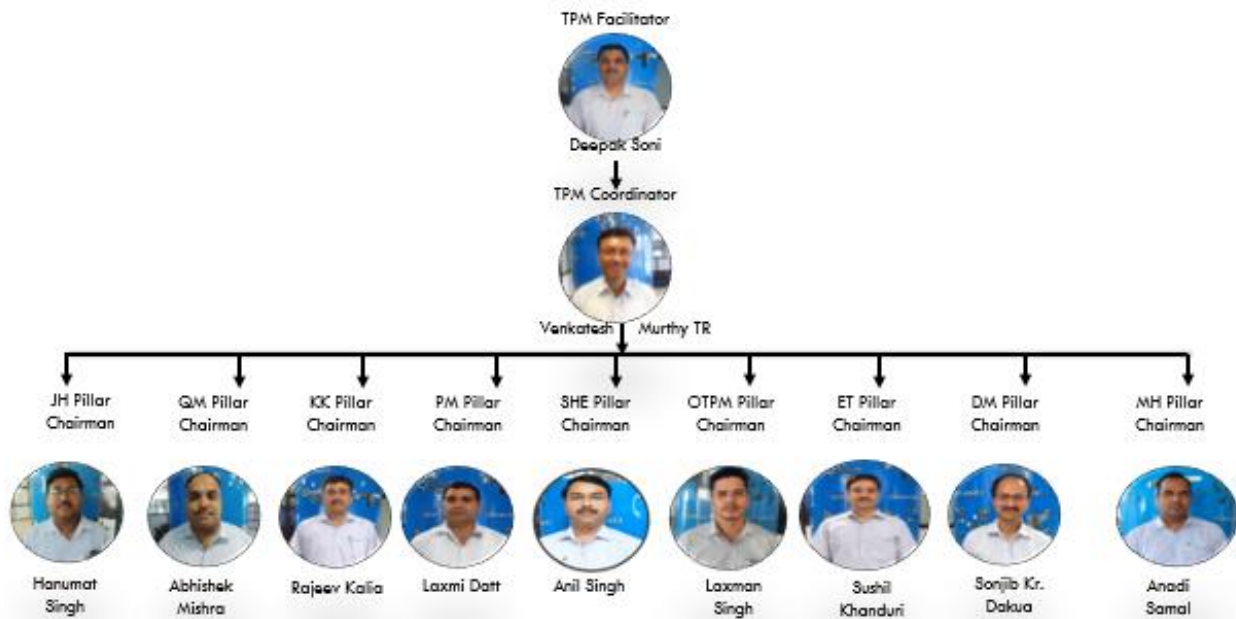 TPM Facilitator
Deepak Soni
TPM Coordinator
Venkatesh Murthy TR
JH Pillar
Chairman
QM Pillar
Chairman
KK Pillar
Chairman
PM Pillar
Chairman
SHE Pillar
Chairman
OTPM Pillar
Chairman
ET Pillar
Chairman
DM Pillar
Chairman
MH Pillar
Chairman
Hanumat
Singh
Abhishek
Mishra
Rajeev Kalia
Laxmi Datt
Anil Singh
Laxman
Singh
Sushil
Khanduri
Sonjib Kr.
Dakua
Anadi
Samal